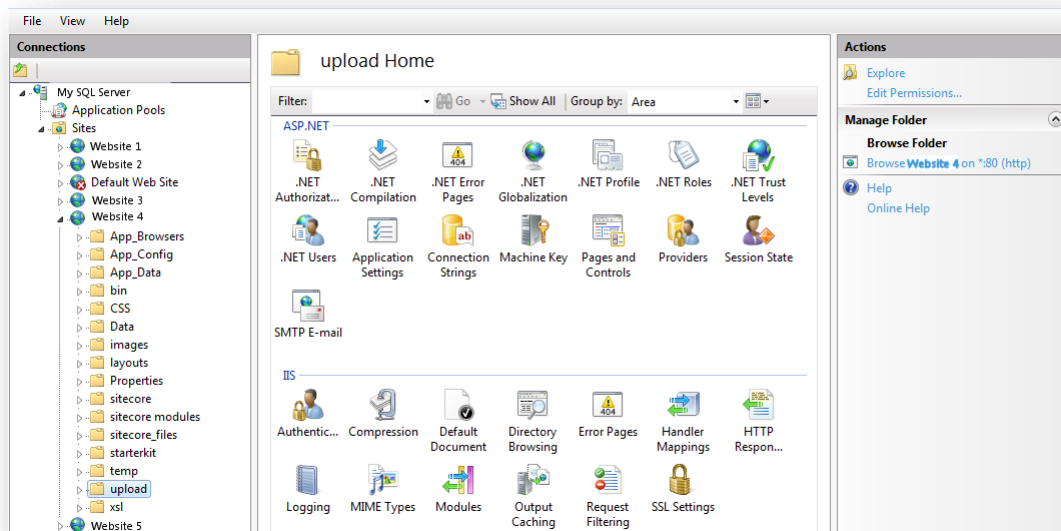 File View Help
Connections
My SQL Server
Application Pools
Sites
Website 1
Website 2
Default Web Site
Website 3
Website 4
App_Browsers
App_Config
App_Data
bin
CSS
Data
images
layouts
Properties
sitecore
sitecore modules
sitecore_files
starterkit
temp
upload
xsl
Website 5
upload Home
Filter: Go Show All Group by: Area
ASP.NET
.NET Authorizat...
.NET Compilation
.NET Error Pages
.NET Globalization
.NET Profile
.NET Roles
.NET Trust Levels
.NET Users
Application Settings
Connection Strings
Machine Key
Pages and Controls
Providers
Session State
SMTP E-mail
IIS
Authentic...
Compression
Default Document
Directory Browsing
Error Pages
Handler Mappings
HTTP Respon...
Logging
MIME Types
Modules
Output Caching
Request Filtering
SSL Settings
Actions
Explore
Edit Permissions...
Manage Folder
Browse Folder
Browse Website 4 on *:80 (http)
Help
Online Help